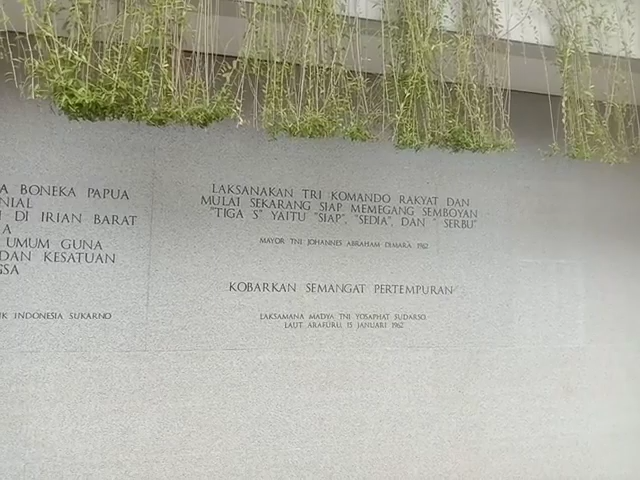 A BONEKA PAPUA
NIAL
I DI IRIAN BARAT
A
UMUM GUNA
DAN KESATUAN
GSA
IK INDONESIA SUKARNO
LAKSANAKAN TRI KOMANDO RAKYAT DAN
MULAI SEKARANG SIAP MEMEGANG SEMBOYAN
"TIGA S" YAITU "SIAP", "SEDIA", DAN " SERBU"
MAYOR TNI JOHANNES ABRAHAM DIMARA 1962
KOBARKAN SEMANGAT PERTEMPURAN
LAKSAMANA MADYA TNI YOSAPHAT SUDARSO,
LAUT ARAFURU, 15 JANUARI 1962